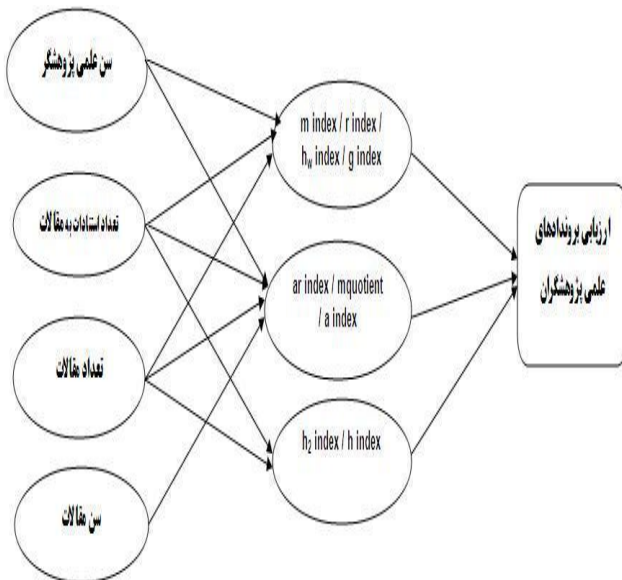 سن علمی پژوهشگر
تعداد استنادات به مقالات
تعداد مقالات
سن مقالات
m index / r index /
h_w index / g index
ar index / mquotient
/ a index
h₂ index / h index
ارزیابی بروندادهای
علمی پژوهشگران